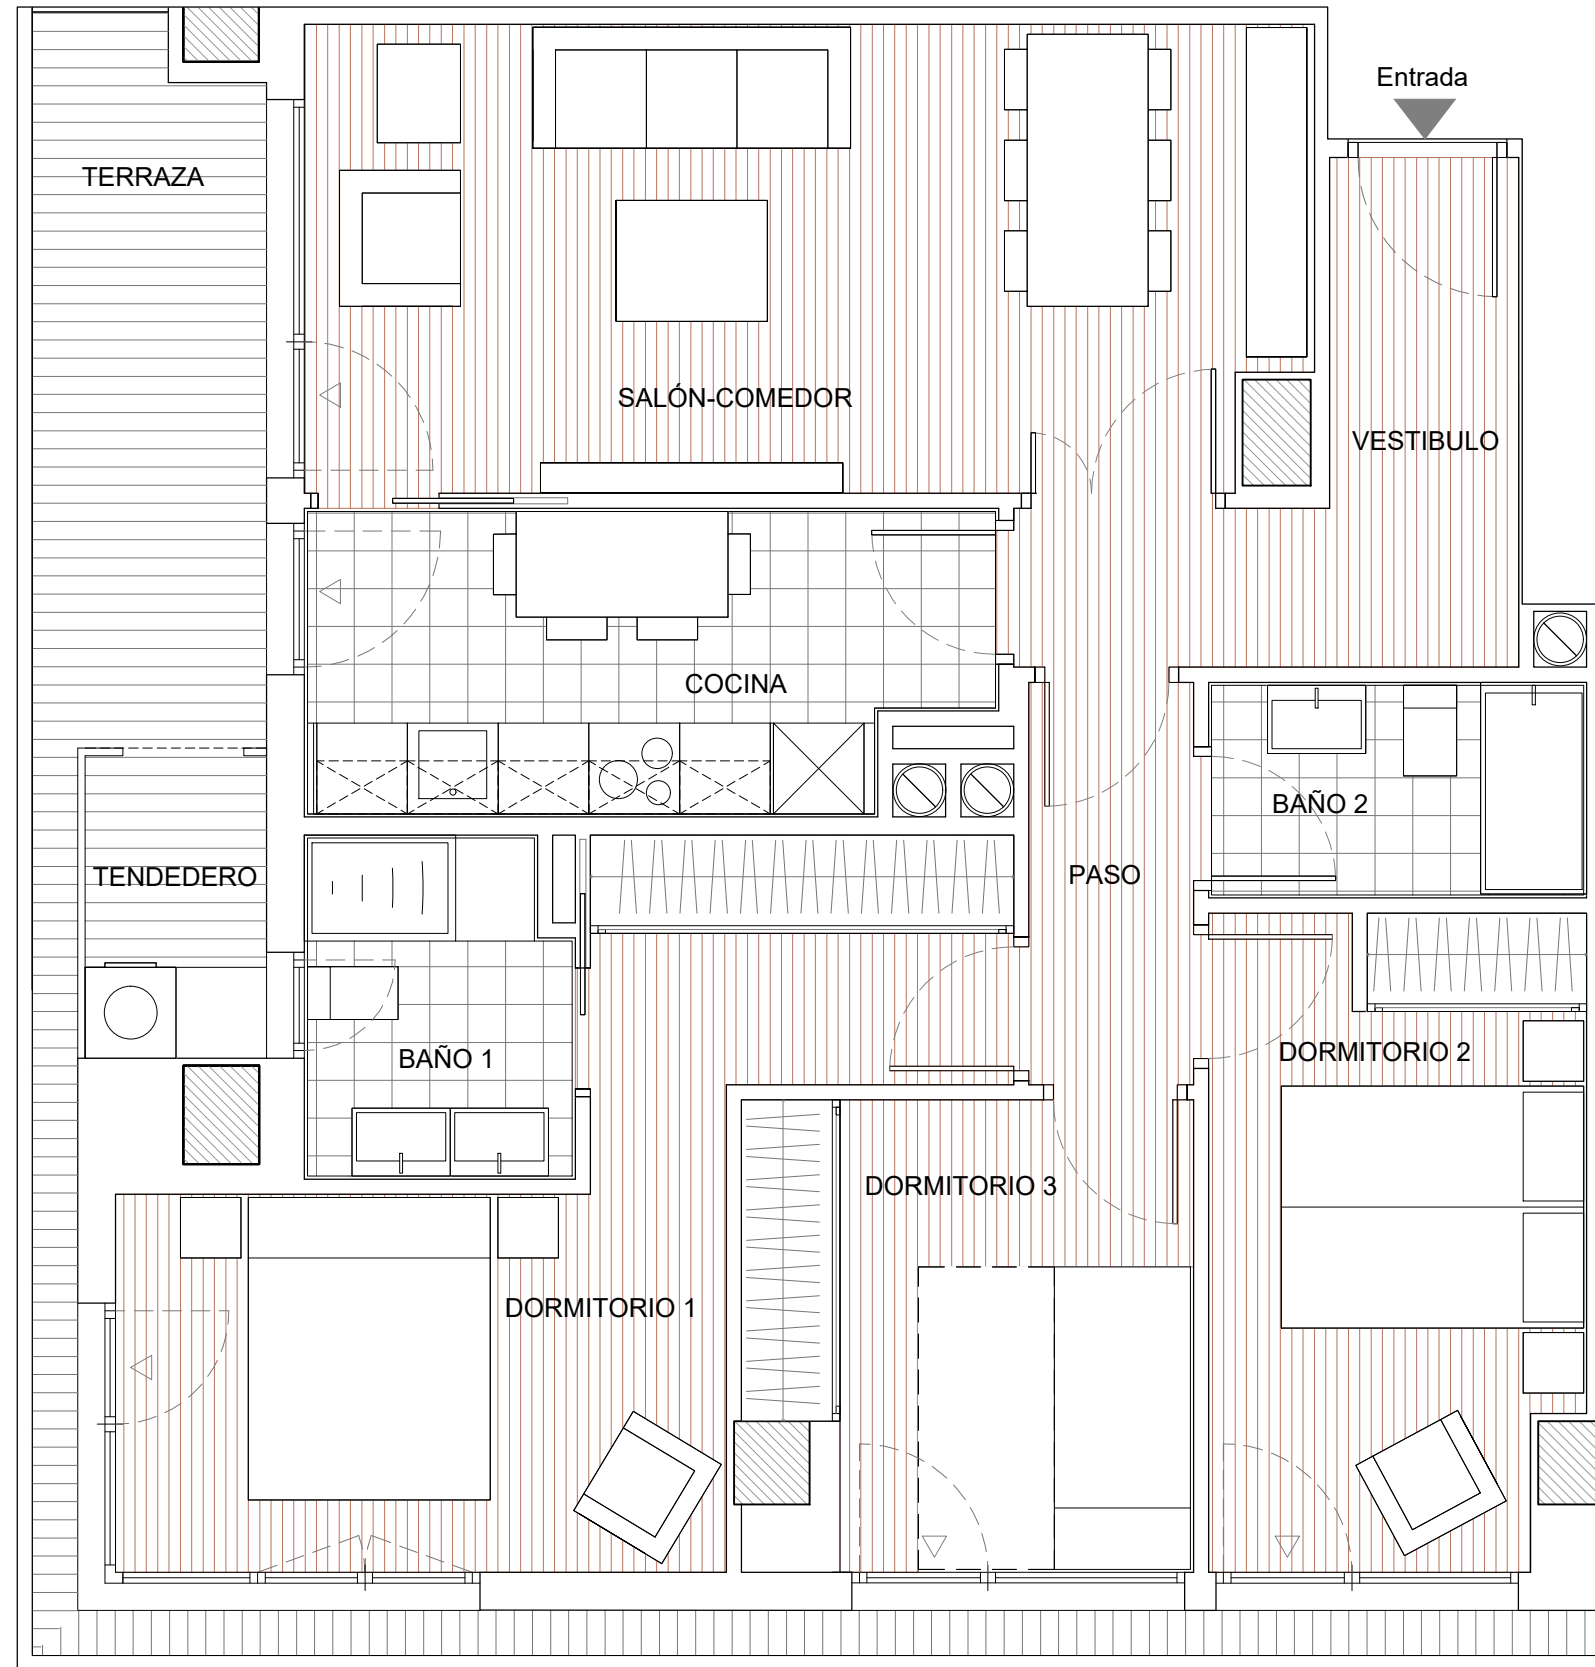 Entrada
TERRAZA
SALÓN-COMEDOR
VESTIBULO
COCINA
BAÑO 2
TENDEDERO
PASO
BAÑO 1
DORMITORIO 2
DORMITORIO 3
DORMITORIO 1